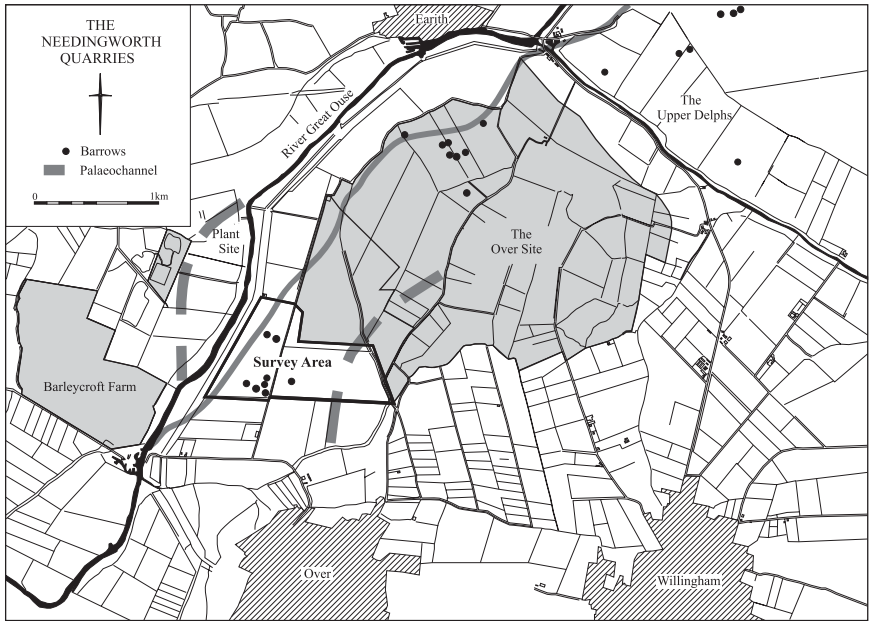 THE
NEEDINGWORTH
QUARRIES
Barrows
Palaeochannel
0 1km
Earith
River Great Ouse
The
Upper Delphs
Plant
Site
The
Over Site
Survey Area
Barleycroft Farm
Over
Willingham